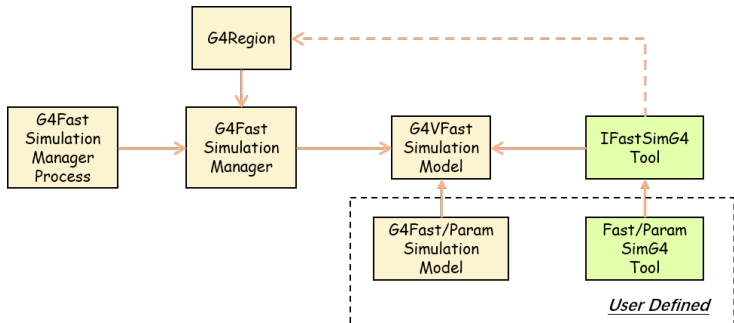 G4Region
G4Fast
Simulation
Manager
Process
G4Fast
Simulation
Manager
G4VFast
Simulation
Model
IFastSimG4
Tool
G4Fast/Param
Simulation
Model
Fast/Param
SimG4
Tool
User Defined